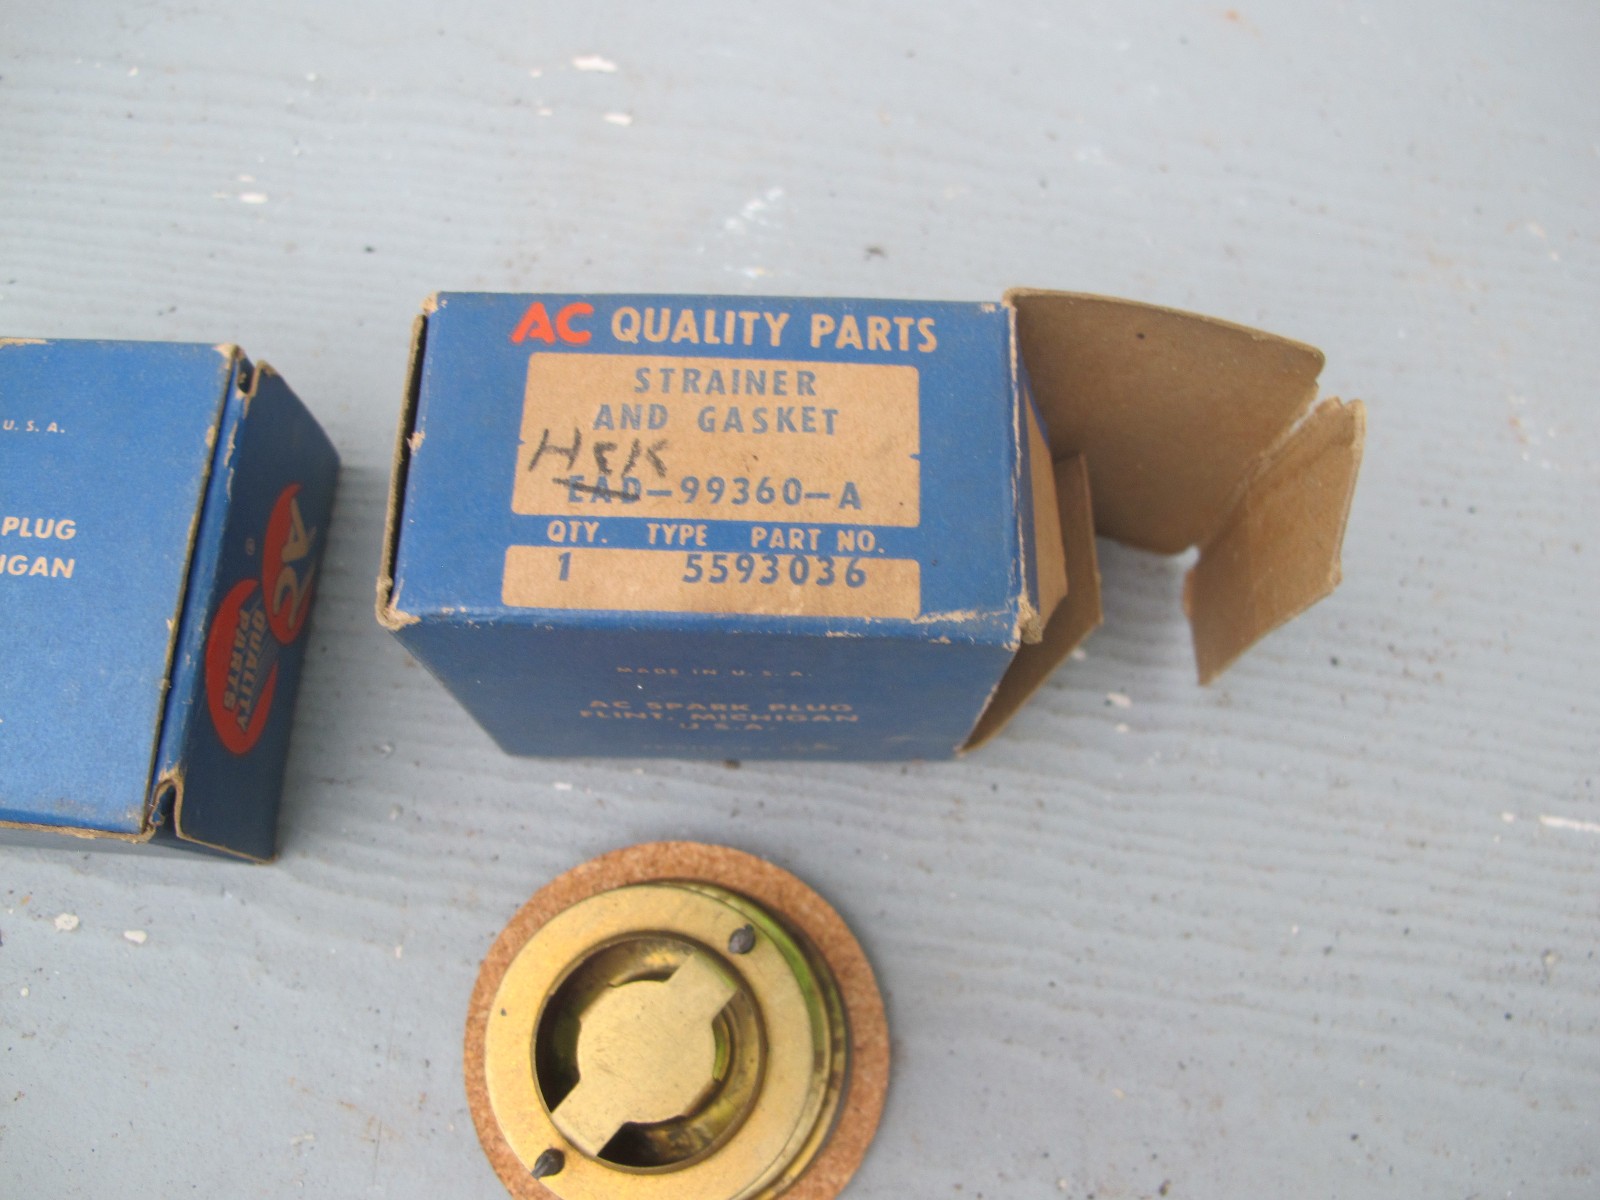 AC QUALITY PARTS
STRAINER
AND GASKET
HEK
EAD-99360-A
QTY. TYPE PART NO.
1 5593036
MADE IN U.S.A.
AC SPARK PLUG
FLINT, MICHIGAN
U.S.A.
U. S. A.
PLUG
IGAN
AC
QUALITY
PARTS